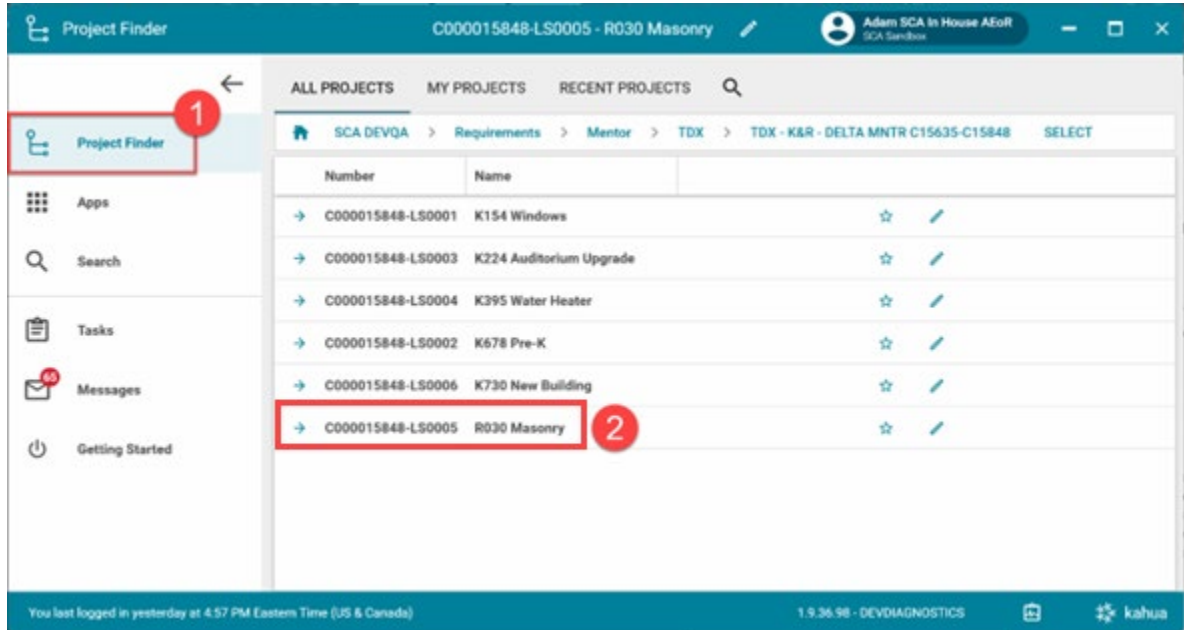 Project Finder
C000015848-LS0005 - R030 Masonry
Adam SCA In House AEoR
SCA Sandbox
1
Project Finder
Apps
Search
Tasks
65
Messages
Getting Started
ALL PROJECTS MY PROJECTS RECENT PROJECTS
SCA DEVQA > Requirements > Mentor > TDX > TDX - K&R - DELTA MNTR C15635-C15848 SELECT
Number Name
C000015848-LS0001 K154 Windows
C000015848-LS0003 K224 Auditorium Upgrade
C000015848-LS0004 K395 Water Heater
C000015848-LS0002 K678 Pre-K
C000015848-LS0006 K730 New Building
C000015848-LS0005 R030 Masonry 2
You last logged in yesterday at 4:57 PM Eastern Time (US & Canada)
1.9.36.98 - DEVDIAGNOSTICS
kahua